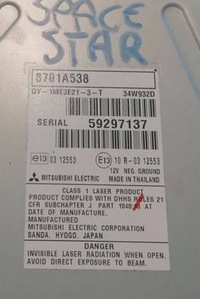 SPACE
STAR
8701A538
DY-1ME3E21-3-T 34W932D
SERIAL 59297137
12V NEG. GROUND
e13 03 12553 E13 10 R-03 12553
MITSUBISHI ELECTRIC MADE IN THAILAND
CLASS 1 LASER PRODUCT
PRODUCT COMPLIES WITH DHHS RULES 21
CFR SUBCHAPTER J PART 1040. AT
DATE OF MANUFACTURE.
MANUFACTURED
MITSUBISHI ELECTRIC CORPORATION
SANDA, HYOGO, JAPAN
DANGER
INVISIBLE LASER RADIATION WHEN OPEN.
AVOID DIRECT EXPOSURE TO BEAM.